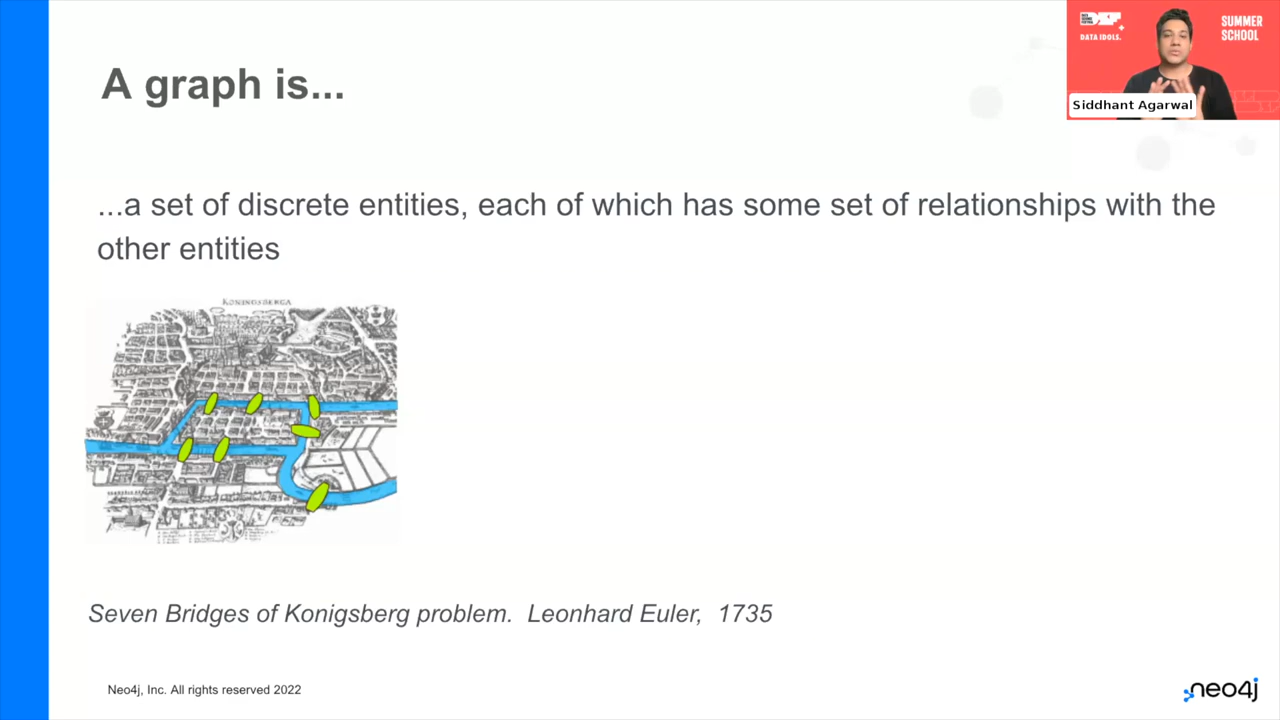 A graph is...
DATA IDOLS.
SUMMER
SCHOOL
Siddhant Agarwal
...a set of discrete entities, each of which has some set of relationships with the
other entities
KONINGSBERGA
Seven Bridges of Konigsberg problem. Leonhard Euler, 1735
Neo4j, Inc. All rights reserved 2022
neo4j